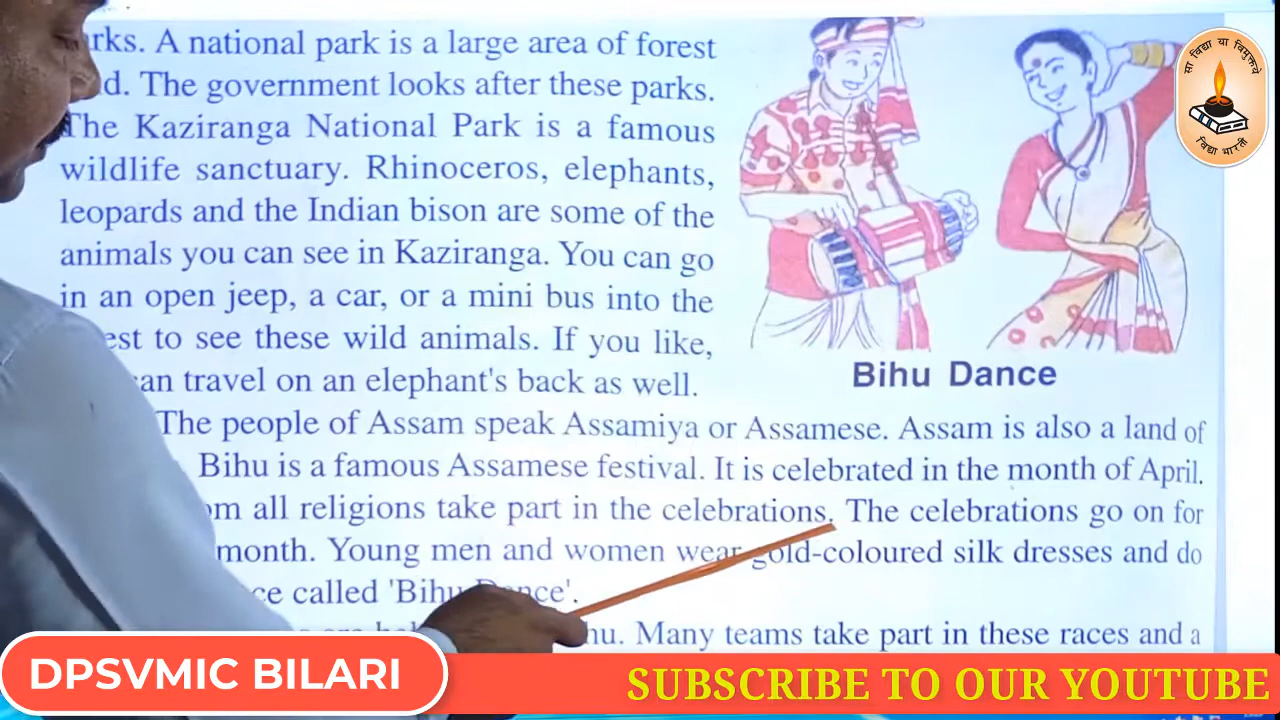 rks. A national park is a large area of forest
d. The government looks after these parks.
The Kaziranga National Park is a famous
wildlife sanctuary. Rhinoceros, elephants,
leopards and the Indian bison are some of the
animals you can see in Kaziranga. You can go
in an open jeep, a car, or a mini bus into the
est to see these wild animals. If you like,
an travel on an elephant's back as well.
Bihu Dance
The people of Assam speak Assamiya or Assamese. Assam is also a land of
Bihu is a famous Assamese festival. It is celebrated in the month of April.
om all religions take part in the celebrations. The celebrations go on for
month. Young men and women wear gold-coloured silk dresses and do
ce called 'Bihu Dance'.
hu. Many teams take part in these races and a
सा विद्या या विमुक्तये
विद्या भारती
DPSVMIC BILARI
SUBSCRIBE TO OUR YOUTUBE